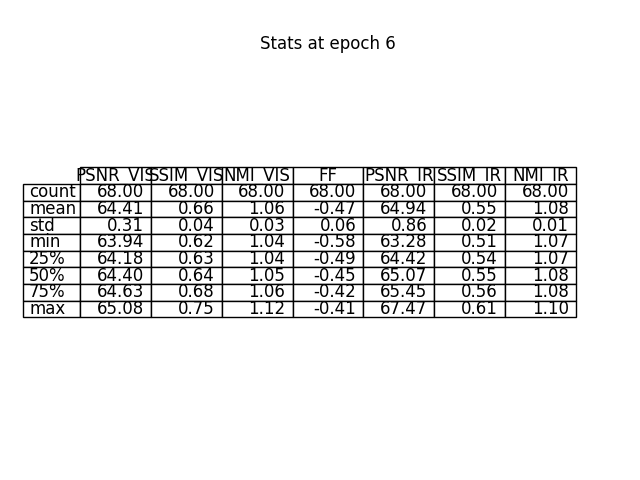 Stats at epoch 6
PSNR_VIS SSIM_VIS NMI_VIS FF PSNR_IR SSIM_IR NMI_IR
count 68.00 68.00 68.00 68.00 68.00 68.00 68.00
mean 64.41 0.66 1.06 -0.47 64.94 0.55 1.08
std 0.31 0.04 0.03 0.06 0.86 0.02 0.01
min 63.94 0.62 1.04 -0.58 63.28 0.51 1.07
25% 64.18 0.63 1.04 -0.49 64.42 0.54 1.07
50% 64.40 0.64 1.05 -0.45 65.07 0.55 1.08
75% 64.63 0.68 1.06 -0.42 65.45 0.56 1.08
max 65.08 0.75 1.12 -0.41 67.47 0.61 1.10